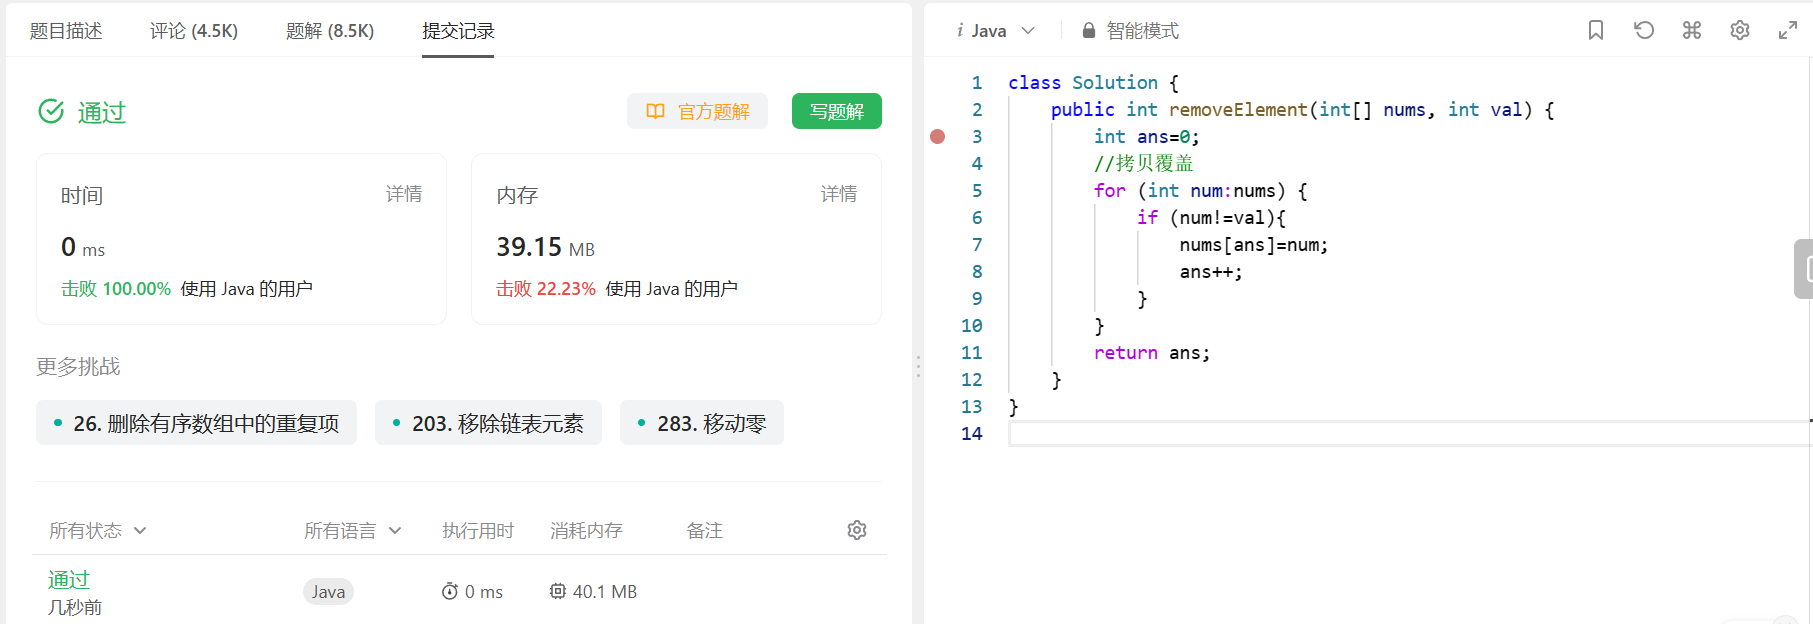 题目描述 评论 (4.5K) 题解 (8.5K) 提交记录
通过 官方题解 写题解
时间 详情
0 ms
击败 100.00% 使用 Java 的用户
内存 详情
39.15 MB
击败 22.23% 使用 Java 的用户
更多挑战
26. 删除有序数组中的重复项 203. 移除链表元素 283. 移动零
所有状态 所有语言 执行用时 消耗内存 备注
通过 Java 0 ms 40.1 MB
几秒前
i Java 智能模式
1 class Solution {
2 public int removeElement(int[] nums, int val) {
3 int ans=0;
4 //拷贝覆盖
5 for (int num:nums) {
6 if (num!=val){
7 nums[ans]=num;
8 ans++;
9 }
10 }
11 return ans;
12 }
13 }
14